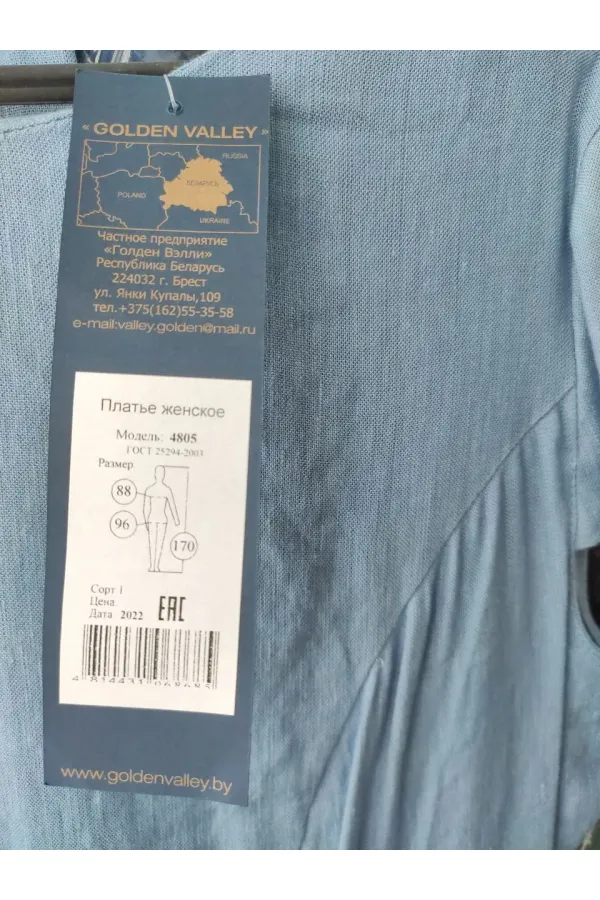 « GOLDEN VALLEY »
RUSSIA
БЕЛАРУСЬ
POLAND
UKRAINE
Частное предприятие
«Голден Вэлли»
Республика Беларусь
224032 г. Брест
ул. Янки Купалы,109
тел.+375(162)55-35-58
e-mail:valley.golden@mail.ru
Платье женское
Модель: 4805
ГОСТ 25294-2003
Размер
88
96
170
Сорт 1
Цена
Дата 2022 EAC
www.goldenvalley.by